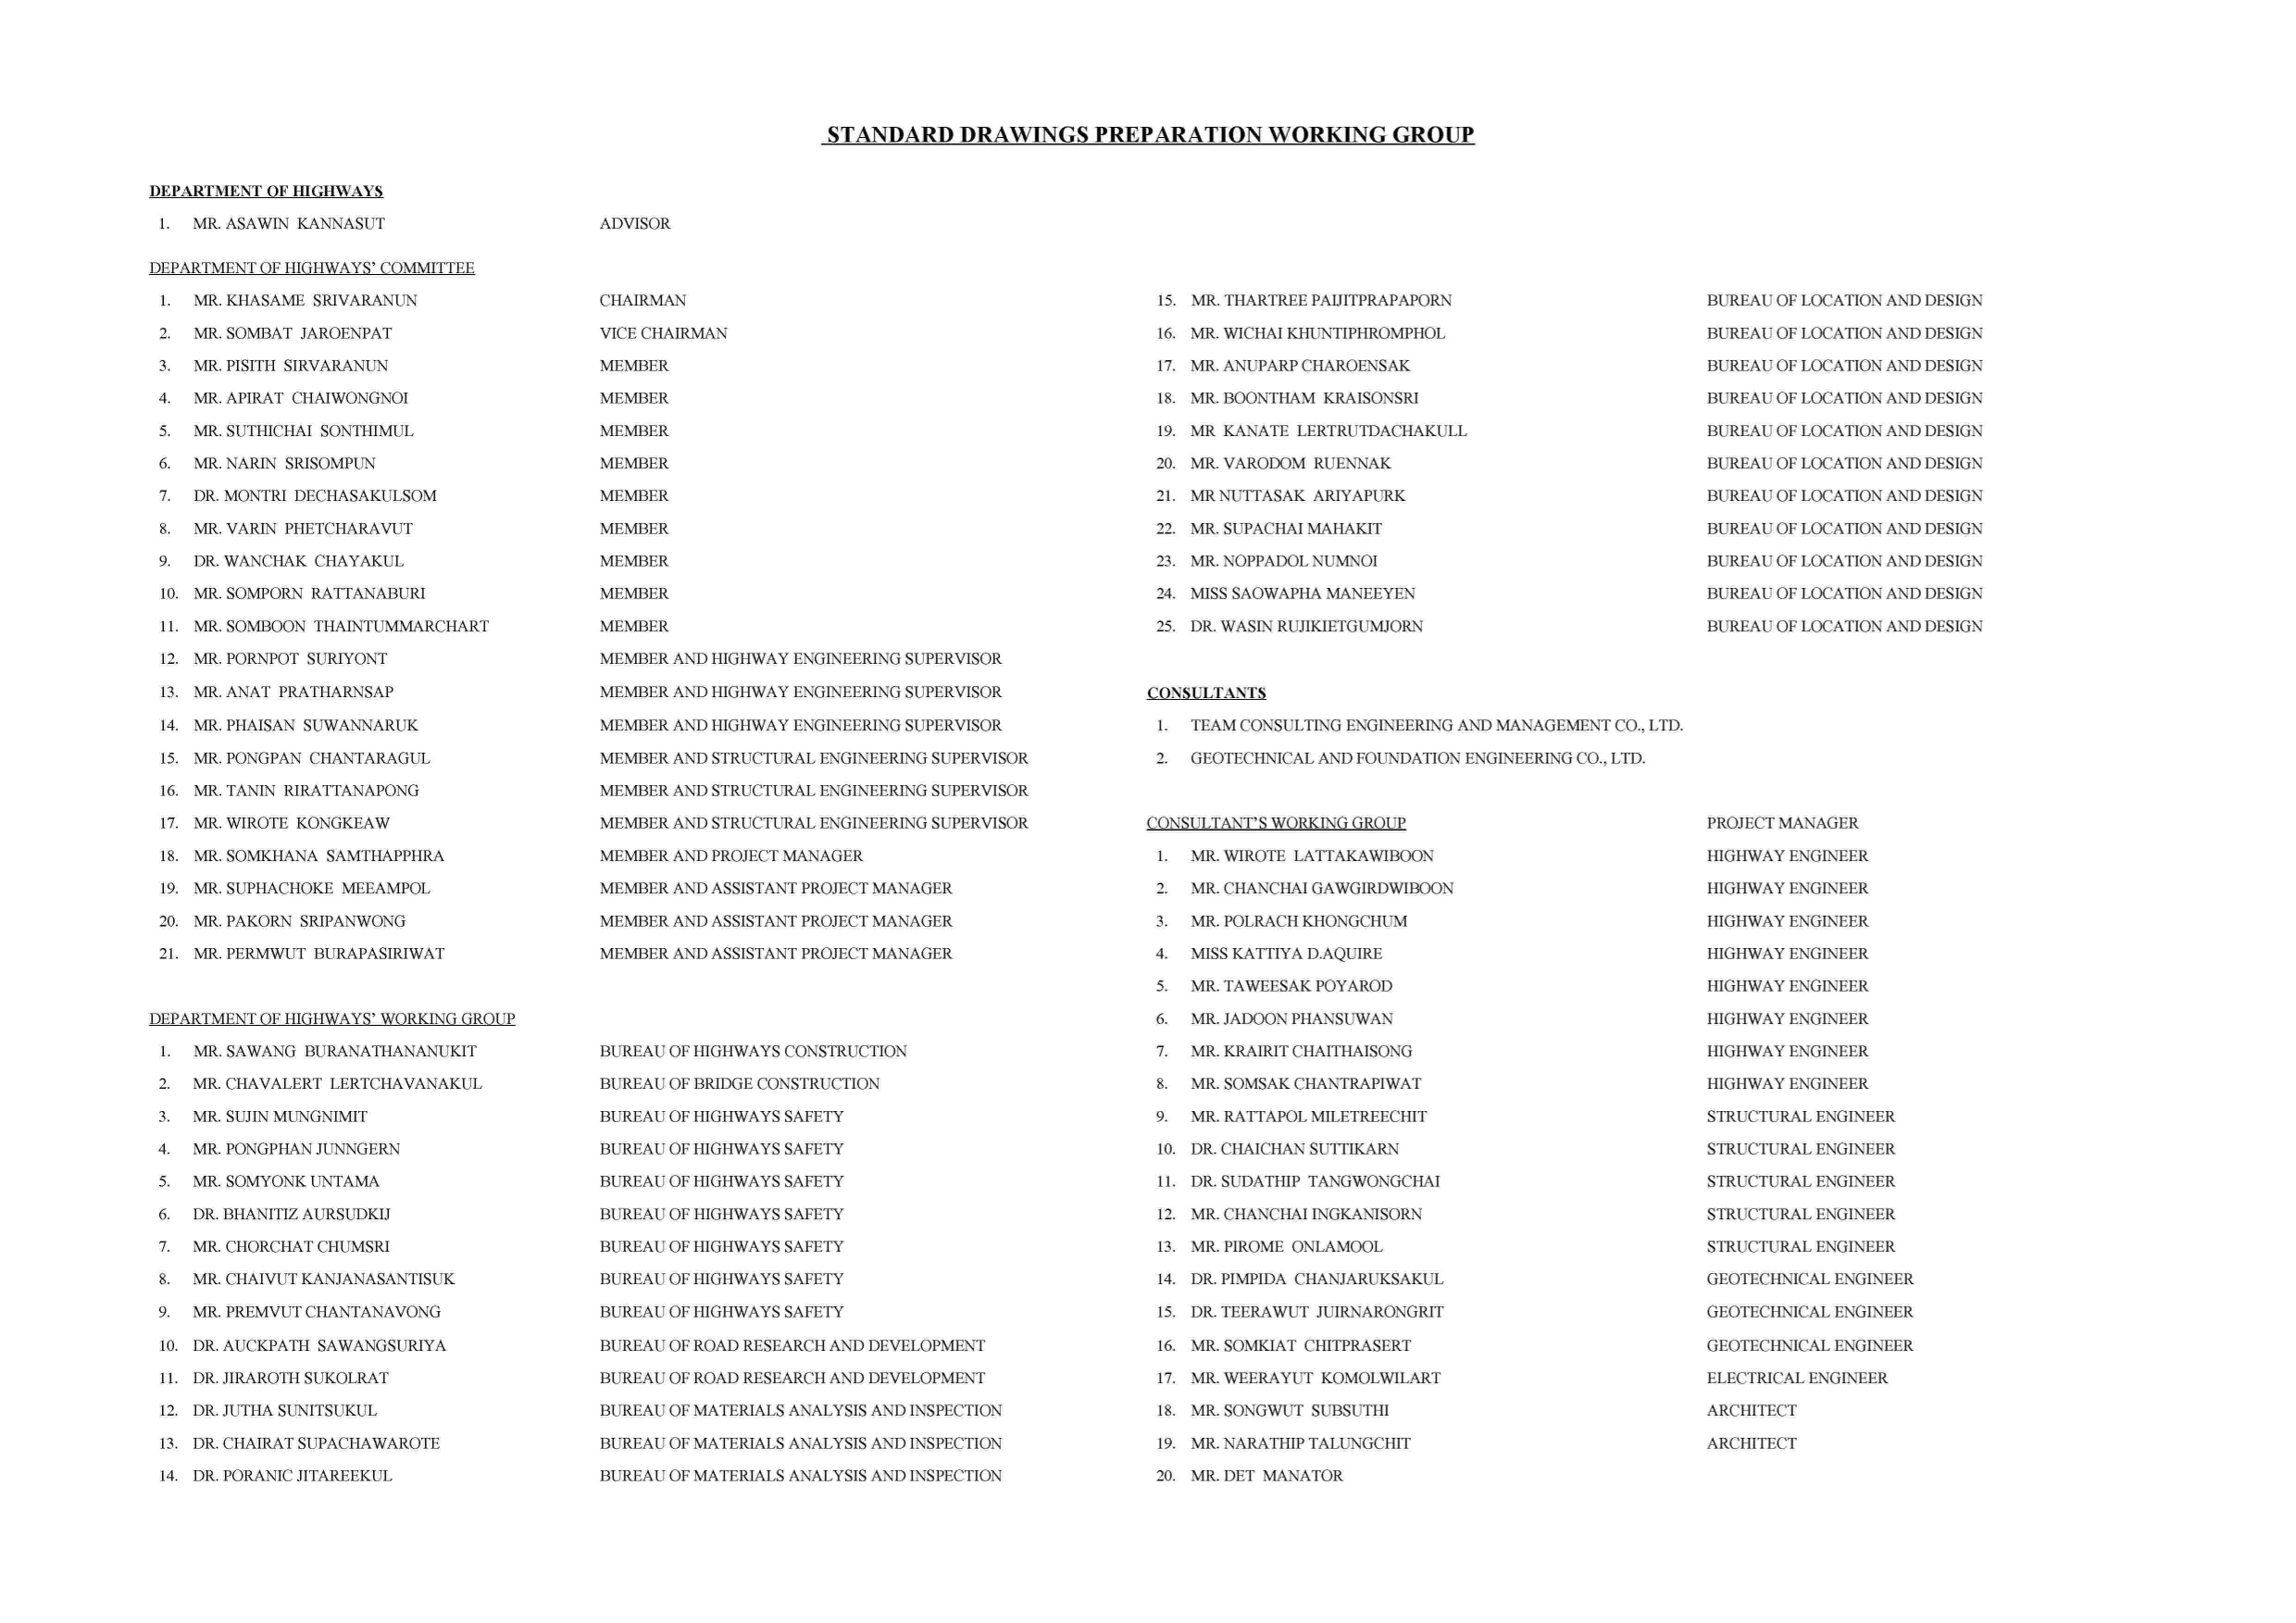 STANDARD DRAWINGS PREPARATION WORKING GROUP
DEPARTMENT OF HIGHWAYS
1. MR. ASAWIN KANNASUT ADVISOR
DEPARTMENT OF HIGHWAYS’ COMMITTEE
1. MR. KHASAME SRIVARANUN CHAIRMAN
2. MR. SOMBAT JAROENPAT VICE CHAIRMAN
3. MR. PISITH SIRVARANUN MEMBER
4. MR. APIRAT CHAIWONGNOI MEMBER
5. MR. SUTHICHAI SONTHIMUL MEMBER
6. MR. NARIN SRISOMPUN MEMBER
7. DR. MONTRI DECHASAKULSOM MEMBER
8. MR. VARIN PHETCHARAVUT MEMBER
9. DR. WANCHAK CHAYAKUL MEMBER
10. MR. SOMPORN RATTANABURI MEMBER
11. MR. SOMBOON THAINTUMMARCHART MEMBER
12. MR. PORNPOT SURIYONT MEMBER AND HIGHWAY ENGINEERING SUPERVISOR
13. MR. ANAT PRATHARNSAP MEMBER AND HIGHWAY ENGINEERING SUPERVISOR
14. MR. PHAISAN SUWANNARUK MEMBER AND HIGHWAY ENGINEERING SUPERVISOR
15. MR. PONGPAN CHANTARAGUL MEMBER AND STRUCTURAL ENGINEERING SUPERVISOR
16. MR. TANIN RIRATTANAPONG MEMBER AND STRUCTURAL ENGINEERING SUPERVISOR
17. MR. WIROTE KONGKEAW MEMBER AND STRUCTURAL ENGINEERING SUPERVISOR
18. MR. SOMKHANA SAMTHAPPHRA MEMBER AND PROJECT MANAGER
19. MR. SUPHACHOKE MEEAMPOL MEMBER AND ASSISTANT PROJECT MANAGER
20. MR. PAKORN SRIPANWONG MEMBER AND ASSISTANT PROJECT MANAGER
21. MR. PERMWUT BURAPASIRIWAT MEMBER AND ASSISTANT PROJECT MANAGER
DEPARTMENT OF HIGHWAYS’ WORKING GROUP
1. MR. SAWANG BURANATHANANUKIT BUREAU OF HIGHWAYS CONSTRUCTION
2. MR. CHAVALERT LERTCHAVANAKUL BUREAU OF BRIDGE CONSTRUCTION
3. MR. SUJIN MUNGNIMIT BUREAU OF HIGHWAYS SAFETY
4. MR. PONGPHAN JUNNGERN BUREAU OF HIGHWAYS SAFETY
5. MR. SOMYONK UNTAMA BUREAU OF HIGHWAYS SAFETY
6. DR. BHANITIZ AURSUDKIJ BUREAU OF HIGHWAYS SAFETY
7. MR. CHORCHAT CHUMSRI BUREAU OF HIGHWAYS SAFETY
8. MR. CHAIVUT KANJANASANTISUK BUREAU OF HIGHWAYS SAFETY
9. MR. PREMVUT CHANTANAVONG BUREAU OF HIGHWAYS SAFETY
10. DR. AUCKPATH SAWANGSURIYA BUREAU OF ROAD RESEARCH AND DEVELOPMENT
11. DR. JIRAROTH SUKOLRAT BUREAU OF ROAD RESEARCH AND DEVELOPMENT
12. DR. JUTHA SUNITSUKUL BUREAU OF MATERIALS ANALYSIS AND INSPECTION
13. DR. CHAIRAT SUPACHAWAROTE BUREAU OF MATERIALS ANALYSIS AND INSPECTION
14. DR. PORANIC JITAREEKUL BUREAU OF MATERIALS ANALYSIS AND INSPECTION
15. MR. THARTREE PAIJITPRAPAPORN BUREAU OF LOCATION AND DESIGN
16. MR. WICHAI KHUNTIPHROMPHOL BUREAU OF LOCATION AND DESIGN
17. MR. ANUPARP CHAROENSAK BUREAU OF LOCATION AND DESIGN
18. MR. BOONTHAM KRAISONSRI BUREAU OF LOCATION AND DESIGN
19. MR KANATE LERTRUTDACHAKULL BUREAU OF LOCATION AND DESIGN
20. MR. VARODOM RUENNAK BUREAU OF LOCATION AND DESIGN
21. MR NUTTASAK ARIYAPURK BUREAU OF LOCATION AND DESIGN
22. MR. SUPACHAI MAHAKIT BUREAU OF LOCATION AND DESIGN
23. MR. NOPPADOL NUMNOI BUREAU OF LOCATION AND DESIGN
24. MISS SAOWAPHA MANEEYEN BUREAU OF LOCATION AND DESIGN
25. DR. WASIN RUJIKIETGUMJORN BUREAU OF LOCATION AND DESIGN
CONSULTANTS
1. TEAM CONSULTING ENGINEERING AND MANAGEMENT CO., LTD.
2. GEOTECHNICAL AND FOUNDATION ENGINEERING CO., LTD.
CONSULTANT’S WORKING GROUP PROJECT MANAGER
1. MR. WIROTE LATTAKAWIBOON HIGHWAY ENGINEER
2. MR. CHANCHAI GAWGIRDWIBOON HIGHWAY ENGINEER
3. MR. POLRACH KHONGCHUM HIGHWAY ENGINEER
4. MISS KATTIYA D.AQUIRE HIGHWAY ENGINEER
5. MR. TAWEESAK POYAROD HIGHWAY ENGINEER
6. MR. JADOON PHANSUWAN HIGHWAY ENGINEER
7. MR. KRAIRIT CHAITHAISONG HIGHWAY ENGINEER
8. MR. SOMSAK CHANTRAPIWAT HIGHWAY ENGINEER
9. MR. RATTAPOL MILETREECHIT STRUCTURAL ENGINEER
10. DR. CHAICHAN SUTTIKARN STRUCTURAL ENGINEER
11. DR. SUDATHIP TANGWONGCHAI STRUCTURAL ENGINEER
12. MR. CHANCHAI INGKANISORN STRUCTURAL ENGINEER
13. MR. PIROME ONLAMOOL STRUCTURAL ENGINEER
14. DR. PIMPIDA CHANJARUKSAKUL GEOTECHNICAL ENGINEER
15. DR. TEERAWUT JUIRNARONGRIT GEOTECHNICAL ENGINEER
16. MR. SOMKIAT CHITPRASERT GEOTECHNICAL ENGINEER
17. MR. WEERAYUT KOMOLWILART ELECTRICAL ENGINEER
18. MR. SONGWUT SUBSUTHI ARCHITECT
19. MR. NARATHIP TALUNGCHIT ARCHITECT
20. MR. DET MANATOR